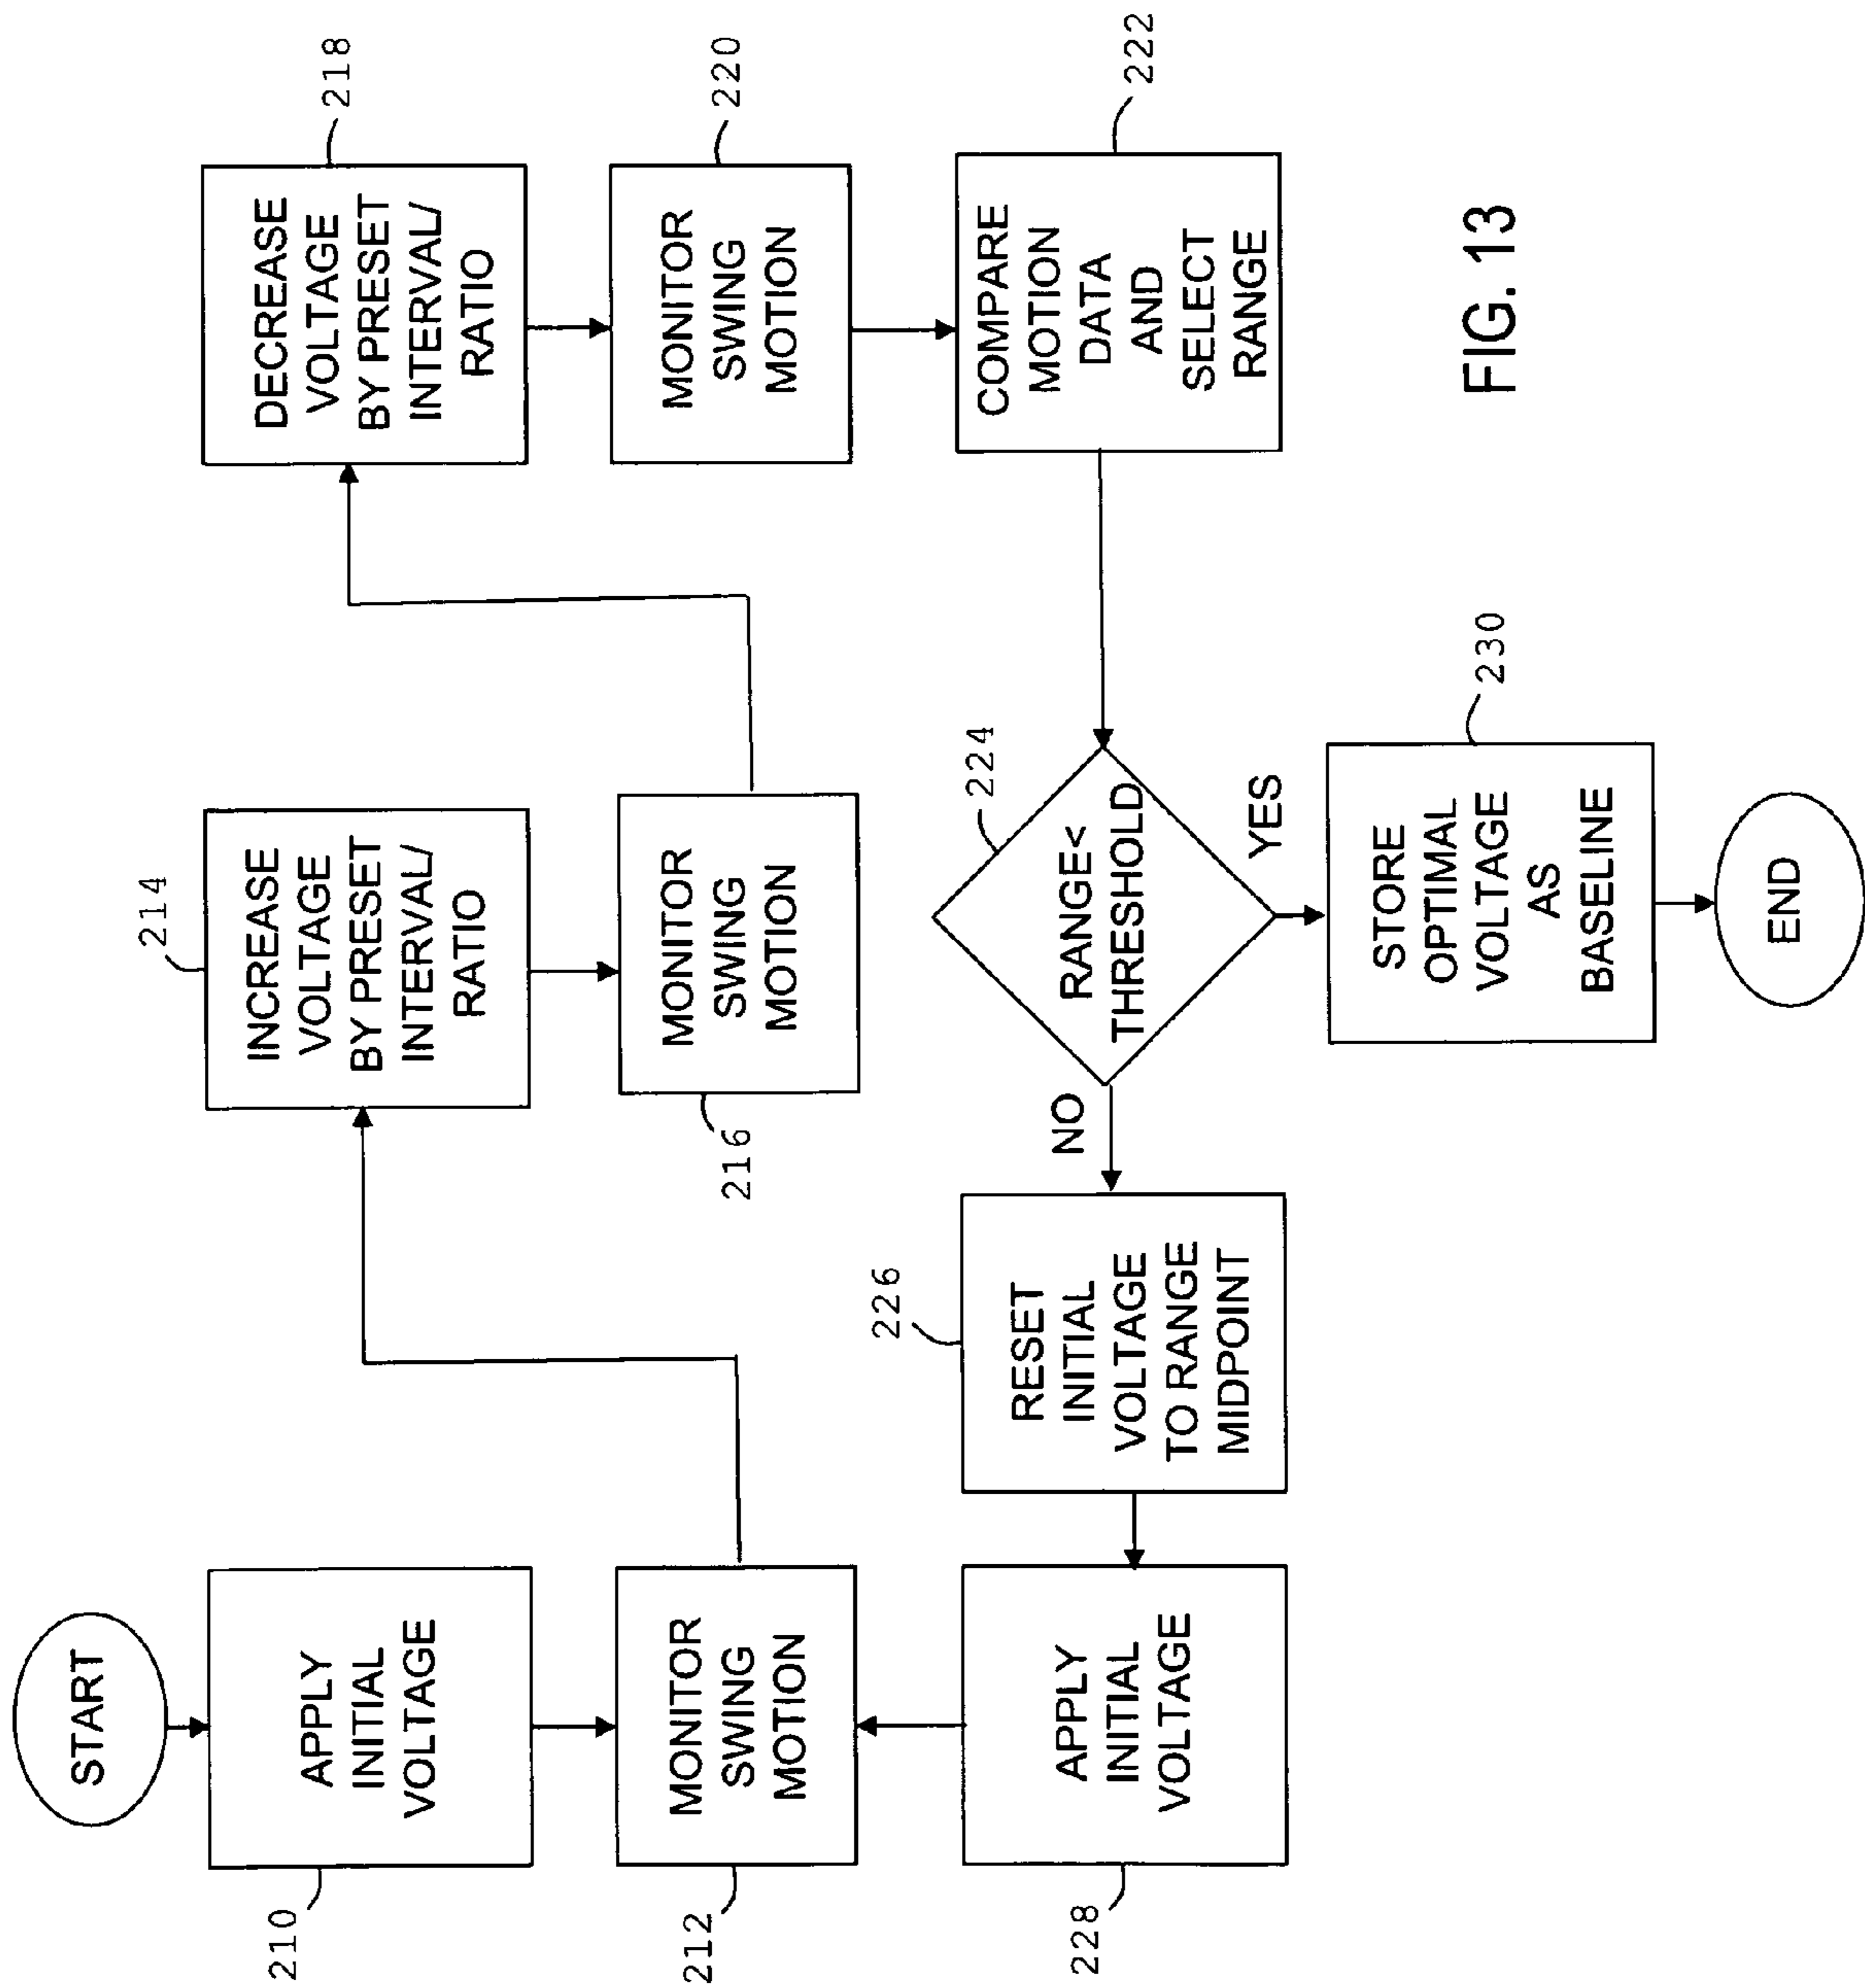 START
210
APPLY
INITIAL
VOLTAGE
212
MONITOR
SWING
MOTION
214
INCREASE
VOLTAGE
BY PRESET
INTERVAL/
RATIO
216
MONITOR
SWING
MOTION
218
DECREASE
VOLTAGE
BY PRESET
INTERVAL/
RATIO
220
MONITOR
SWING
MOTION
222
COMPARE
MOTION
DATA
AND
SELECT
RANGE
224
RANGE<
THRESHOLD
NO
YES
226
RESET
INITIAL
VOLTAGE
TO RANGE
MIDPOINT
228
APPLY
INITIAL
VOLTAGE
230
STORE
OPTIMAL
VOLTAGE
AS
BASELINE
END
FIG. 13